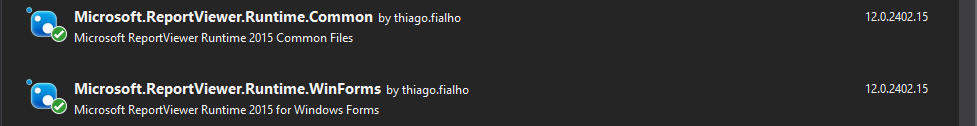 Microsoft.ReportViewer.Runtime.Common by thiago.fialho 12.0.2402.15
Microsoft ReportViewer Runtime 2015 Common Files
Microsoft.ReportViewer.Runtime.WinForms by thiago.fialho 12.0.2402.15
Microsoft ReportViewer Runtime 2015 for Windows Forms